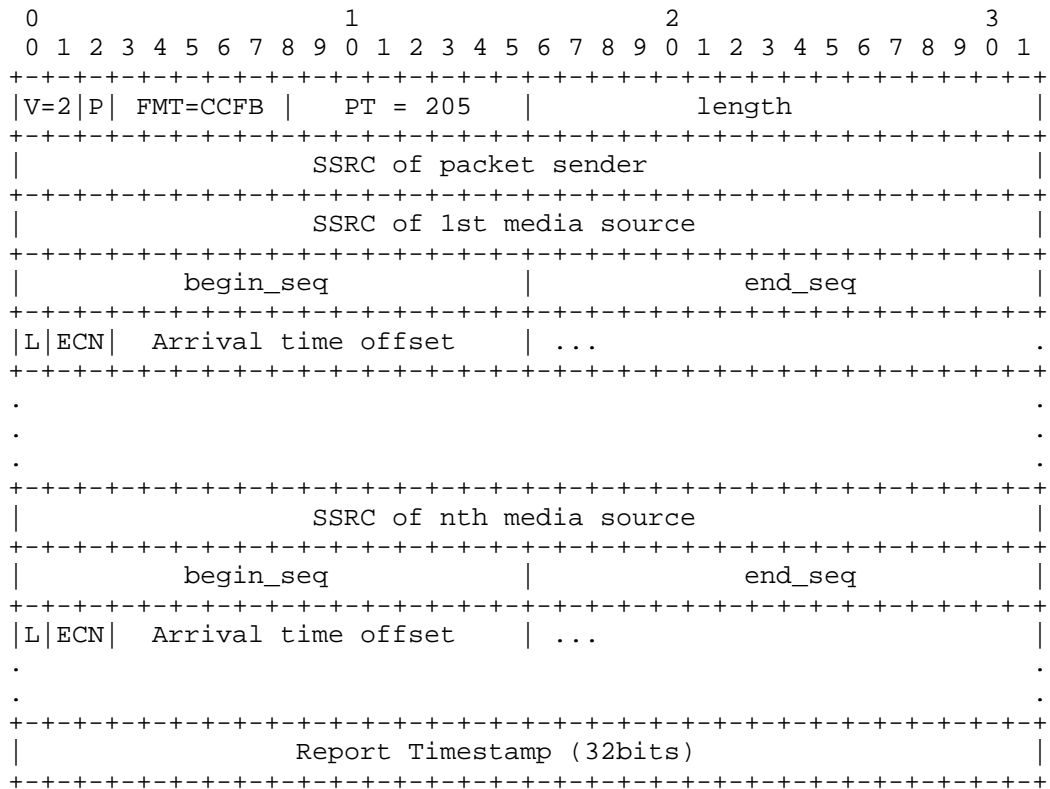 0                   1                   2                   3
 0 1 2 3 4 5 6 7 8 9 0 1 2 3 4 5 6 7 8 9 0 1 2 3 4 5 6 7 8 9 0 1
+-+-+-+-+-+-+-+-+-+-+-+-+-+-+-+-+-+-+-+-+-+-+-+-+-+-+-+-+-+-+-+-+
|V=2|P| FMT=CCFB |   PT = 205    |          length               |
+-+-+-+-+-+-+-+-+-+-+-+-+-+-+-+-+-+-+-+-+-+-+-+-+-+-+-+-+-+-+-+-+
|                  SSRC of packet sender                        |
+-+-+-+-+-+-+-+-+-+-+-+-+-+-+-+-+-+-+-+-+-+-+-+-+-+-+-+-+-+-+-+-+
|                  SSRC of 1st media source                     |
+-+-+-+-+-+-+-+-+-+-+-+-+-+-+-+-+-+-+-+-+-+-+-+-+-+-+-+-+-+-+-+-+
|          begin_seq            |             end_seq           |
+-+-+-+-+-+-+-+-+-+-+-+-+-+-+-+-+-+-+-+-+-+-+-+-+-+-+-+-+-+-+-+-+
|L|ECN|  Arrival time offset    | ...                           .
+-+-+-+-+-+-+-+-+-+-+-+-+-+-+-+-+-+-+-+-+-+-+-+-+-+-+-+-+-+-+-+-+
.                                                               .
.                                                               .
.                                                               .
+-+-+-+-+-+-+-+-+-+-+-+-+-+-+-+-+-+-+-+-+-+-+-+-+-+-+-+-+-+-+-+-+
|                  SSRC of nth media source                     |
+-+-+-+-+-+-+-+-+-+-+-+-+-+-+-+-+-+-+-+-+-+-+-+-+-+-+-+-+-+-+-+-+
|          begin_seq            |             end_seq           |
+-+-+-+-+-+-+-+-+-+-+-+-+-+-+-+-+-+-+-+-+-+-+-+-+-+-+-+-+-+-+-+-+
|L|ECN|  Arrival time offset    | ...                           |
.                                                               .
.                                                               .
+-+-+-+-+-+-+-+-+-+-+-+-+-+-+-+-+-+-+-+-+-+-+-+-+-+-+-+-+-+-+-+-+
|                 Report Timestamp (32bits)                     |
+-+-+-+-+-+-+-+-+-+-+-+-+-+-+-+-+-+-+-+-+-+-+-+-+-+-+-+-+-+-+-+-+